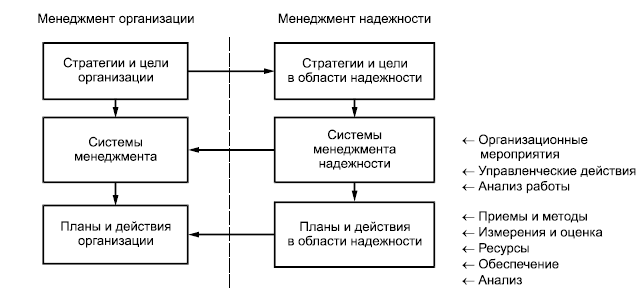 Менеджмент организации
Менеджмент надежности
Стратегии и цели
организации
Стратегии и цели
в области надежности
Системы
менеджмента
Системы
менеджмента
надежности
← Организационные
мероприятия
← Управленческие действия
← Анализ работы
Планы и действия
организации
Планы и действия
в области надежности
← Приемы и методы
← Измерения и оценка
← Ресурсы
← Обеспечение
← Анализ